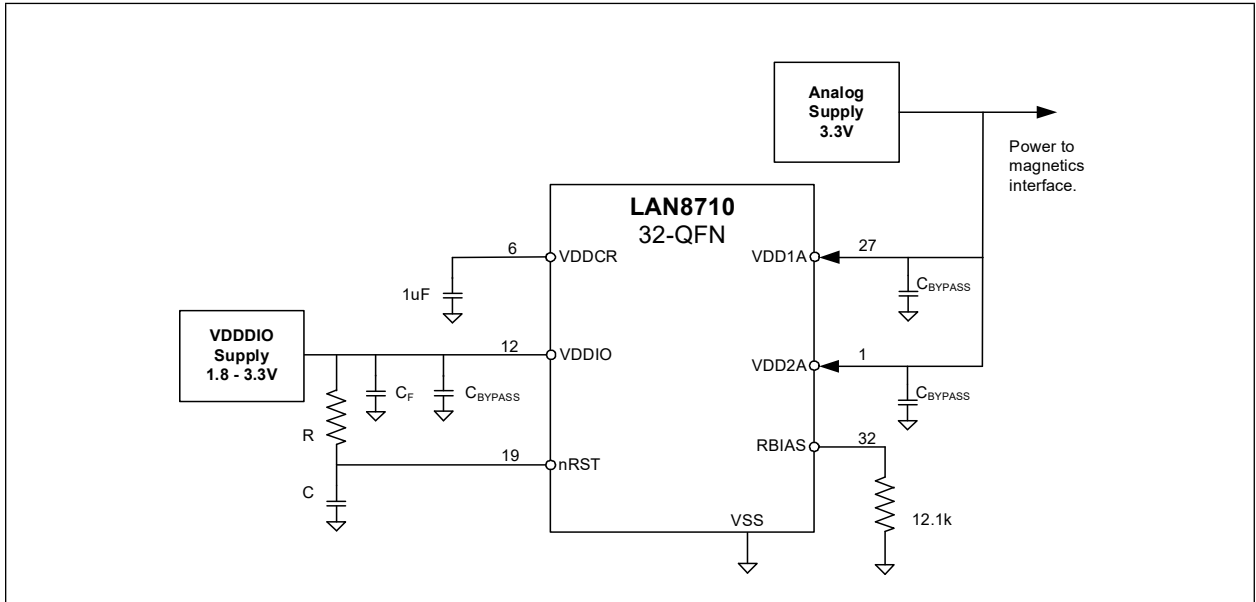 Analog
Supply
3.3V
Power to
magnetics
interface.
LAN8710
32-QFN
6
VDDCR
VDD1A
27
1uF
CBYPASS
VDDDIO
Supply
1.8 - 3.3V
12
VDDIO
VDD2A
1
CF
CBYPASS
CBYPASS
R
RBIAS
32
19
nRST
C
12.1k
VSS